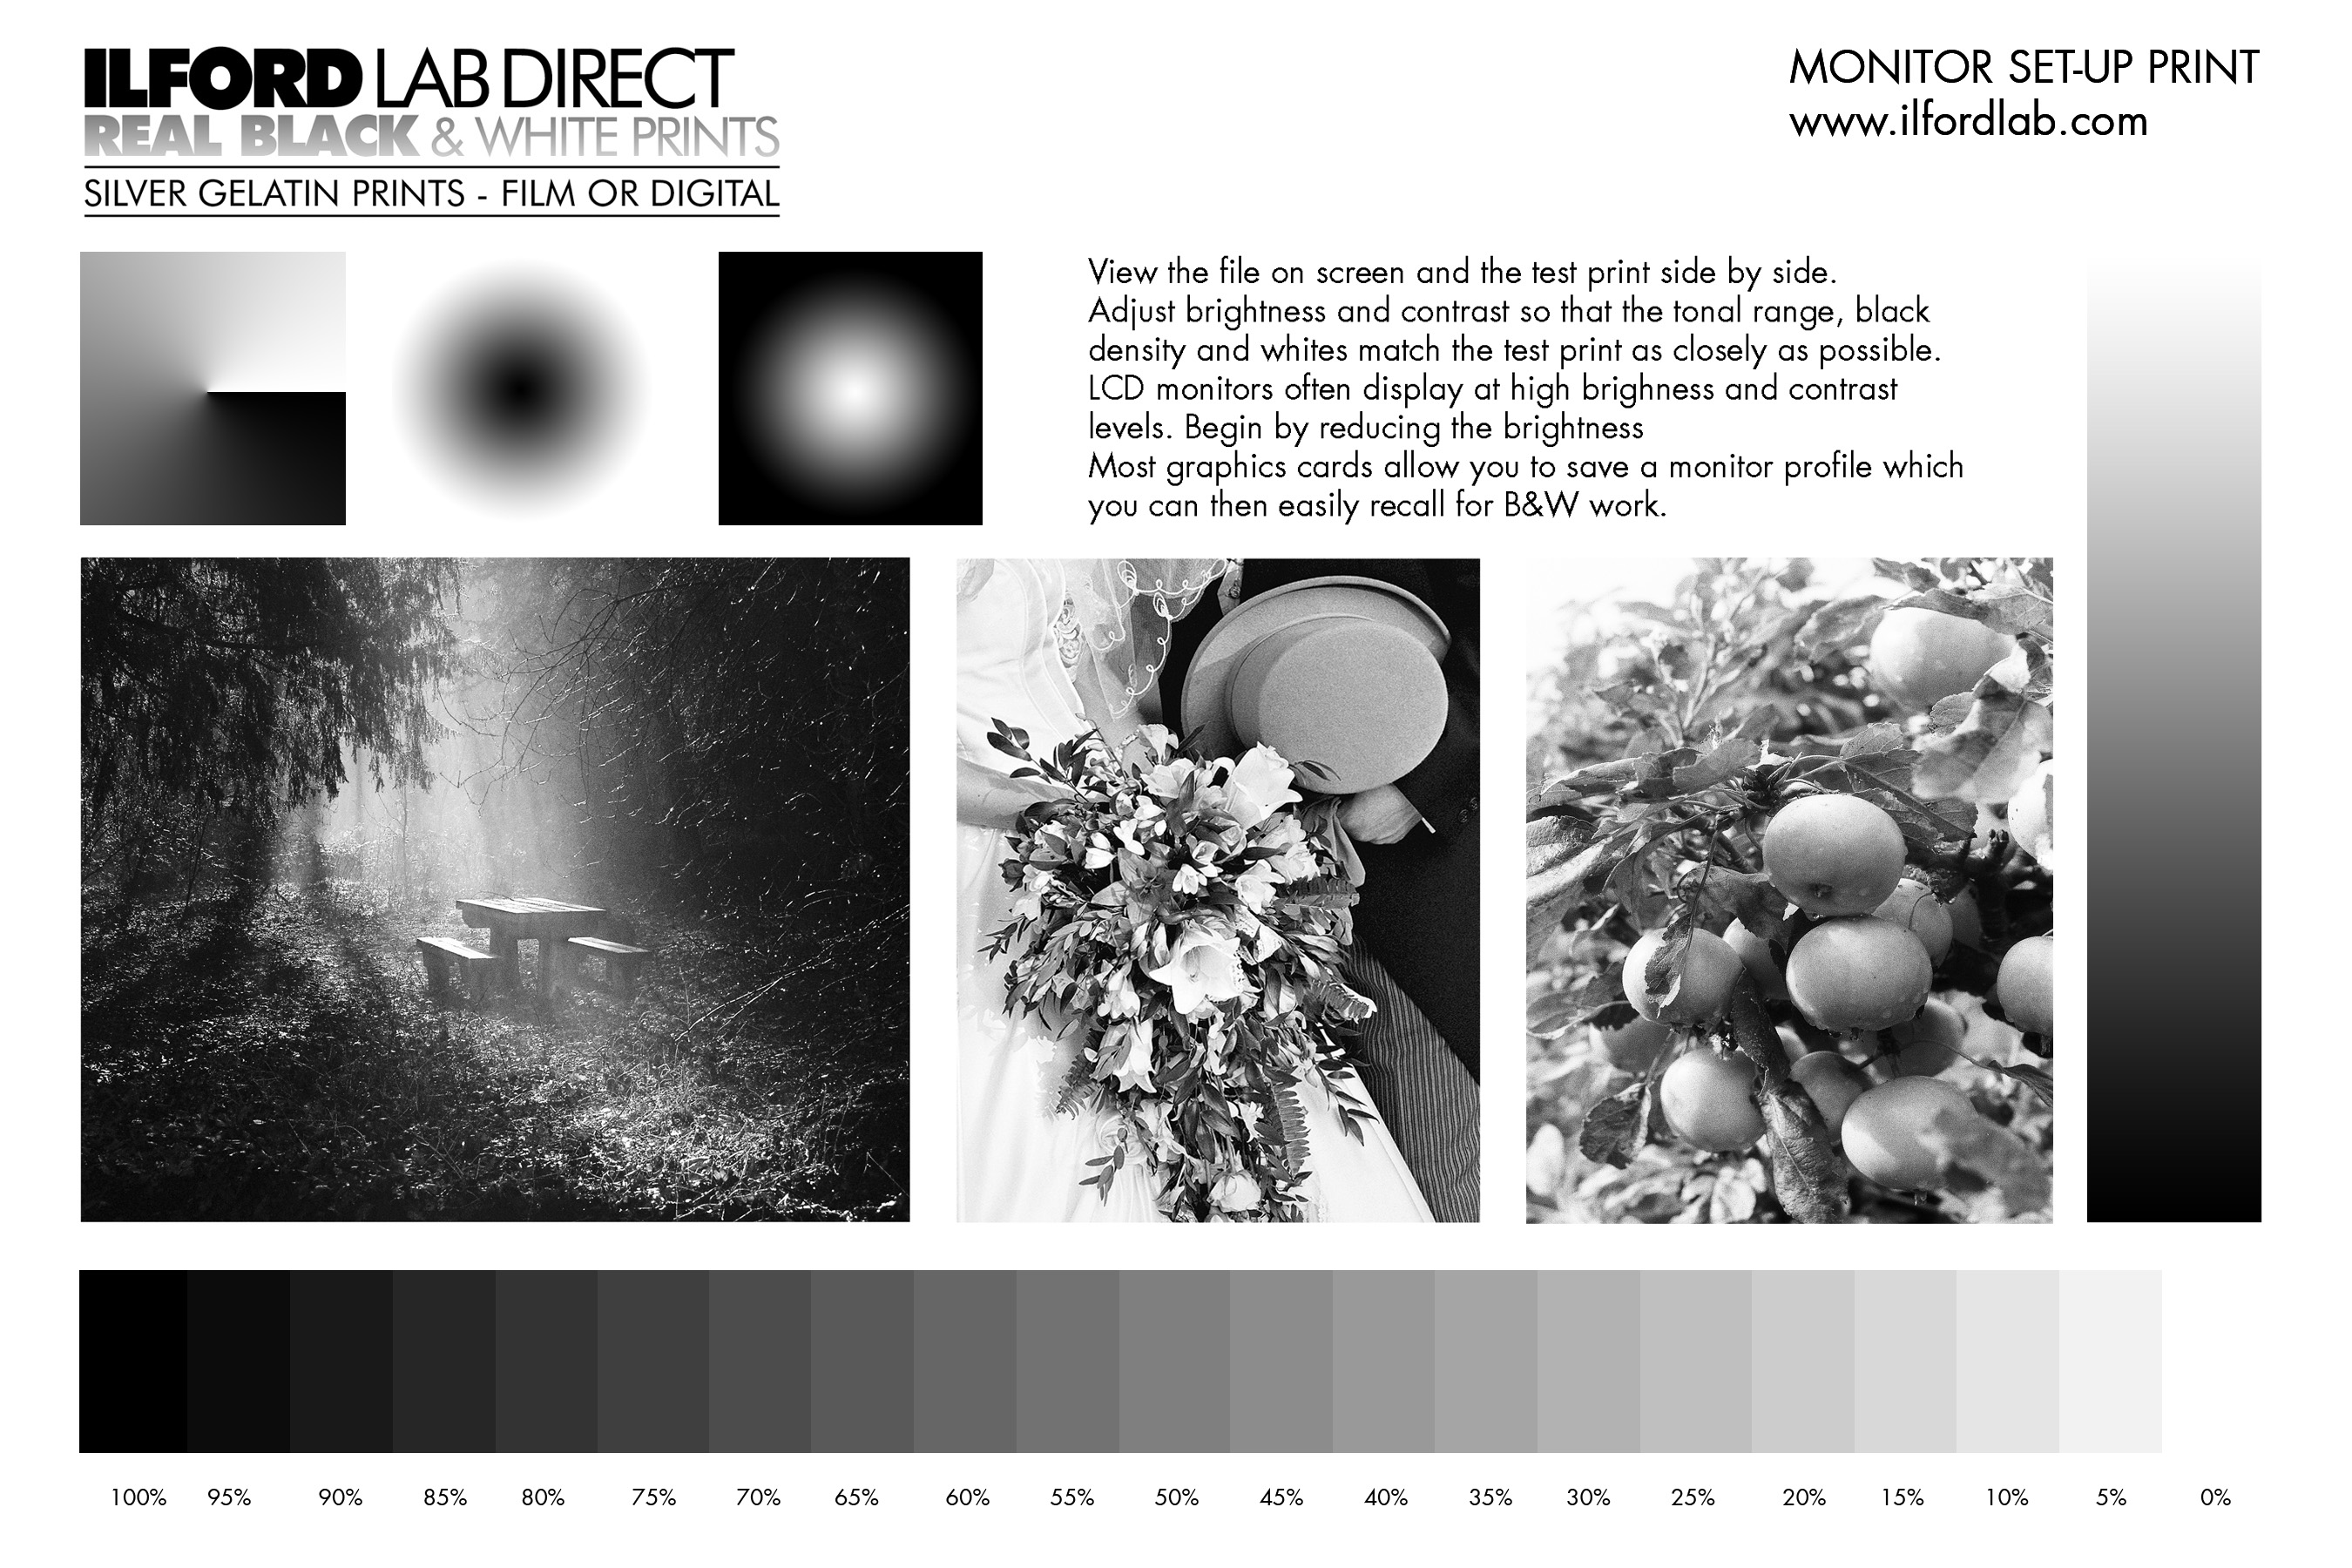 ILFORD LAB DIRECT
REAL BLACK & WHITE PRINTS
SILVER GELATIN PRINTS - FILM OR DIGITAL
MONITOR SET-UP PRINT
www.ilfordlab.com
View the file on screen and the test print side by side.
Adjust brightness and contrast so that the tonal range, black
density and whites match the test print as closely as possible.
LCD monitors often display at high brighness and contrast
levels. Begin by reducing the brightness
Most graphics cards allow you to save a monitor profile which
you can then easily recall for B&W work.
100% 95% 90% 85% 80% 75% 70% 65% 60% 55% 50% 45% 40% 35% 30% 25% 20% 15% 10% 5% 0%